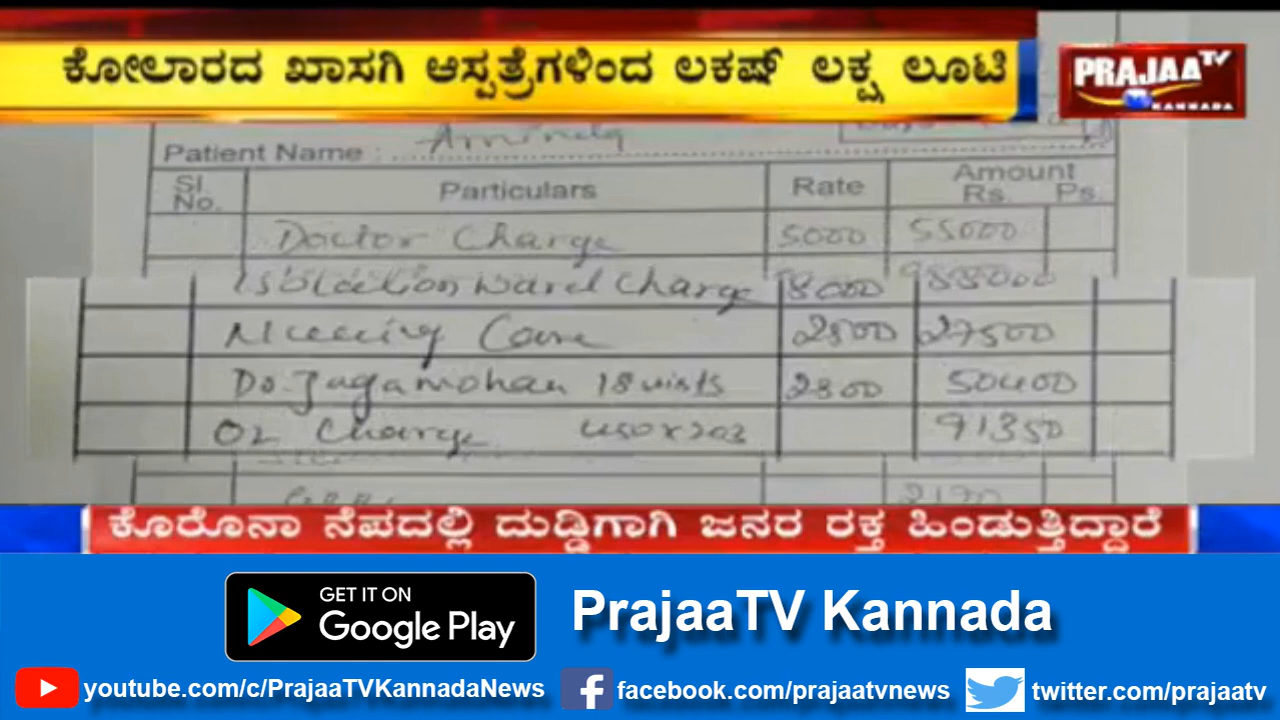 ಕೋಲಾರದ ಖಾಸಗಿ ಆಸ್ಪತ್ರೆಗಳಿಂದ ಲಕಷ್ ಲಕ್ಷ ಲೂಟಿ
PRAJAA TV
KANNADA
Patient Name :
Sl. No. Particulars Rate Amount Rs. Ps.
Doctor Charge 5000 55000
Isolation ward charge 8000
Care 2500 27500
Dr. Jagamohan 18 visits 2800 50400
O2 Charge 450x203 91350
ಕೊರೊನಾ ನೆಪದಲ್ಲಿ ದುಡ್ಡಿಗಾಗಿ ಜನರ ರಕ್ತ ಹಿಂಡುತ್ತಿದ್ದಾರೆ
GET IT ON
Google Play
PrajaaTV Kannada
youtube.com/c/PrajaaTVKannadaNews facebook.com/prajaatvnews twitter.com/prajaatv